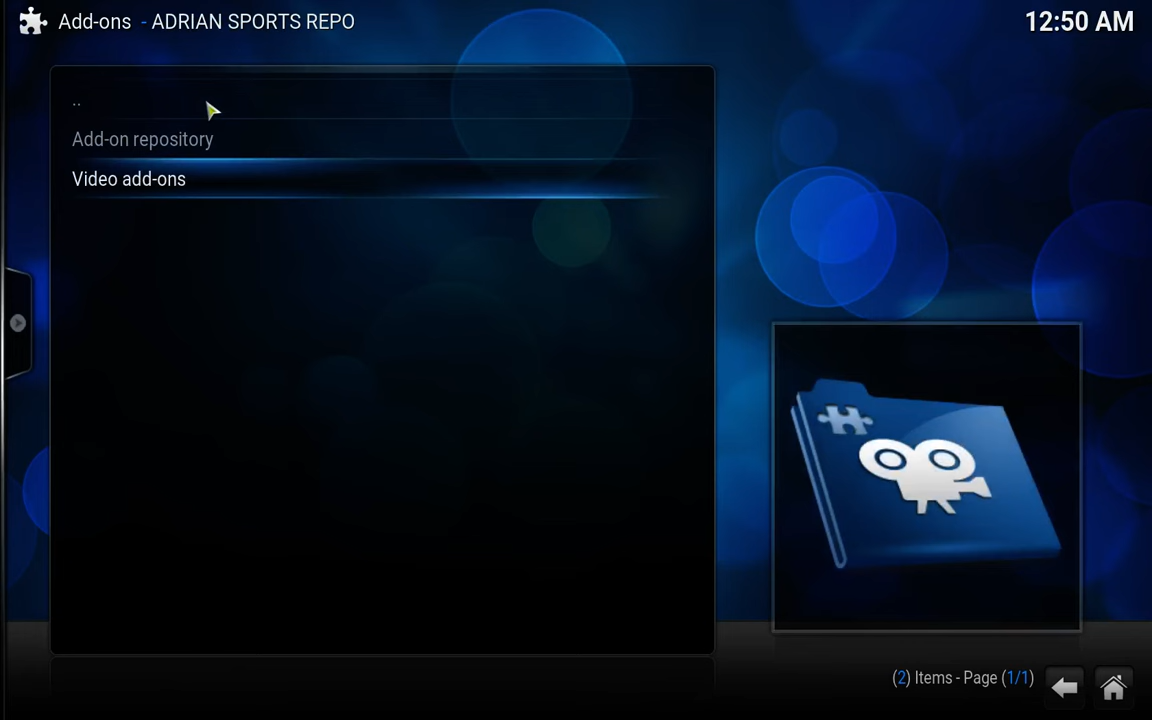 Add-ons - ADRIAN SPORTS REPO
12:50 AM
..
Add-on repository
Video add-ons
(2) Items - Page (1/1)